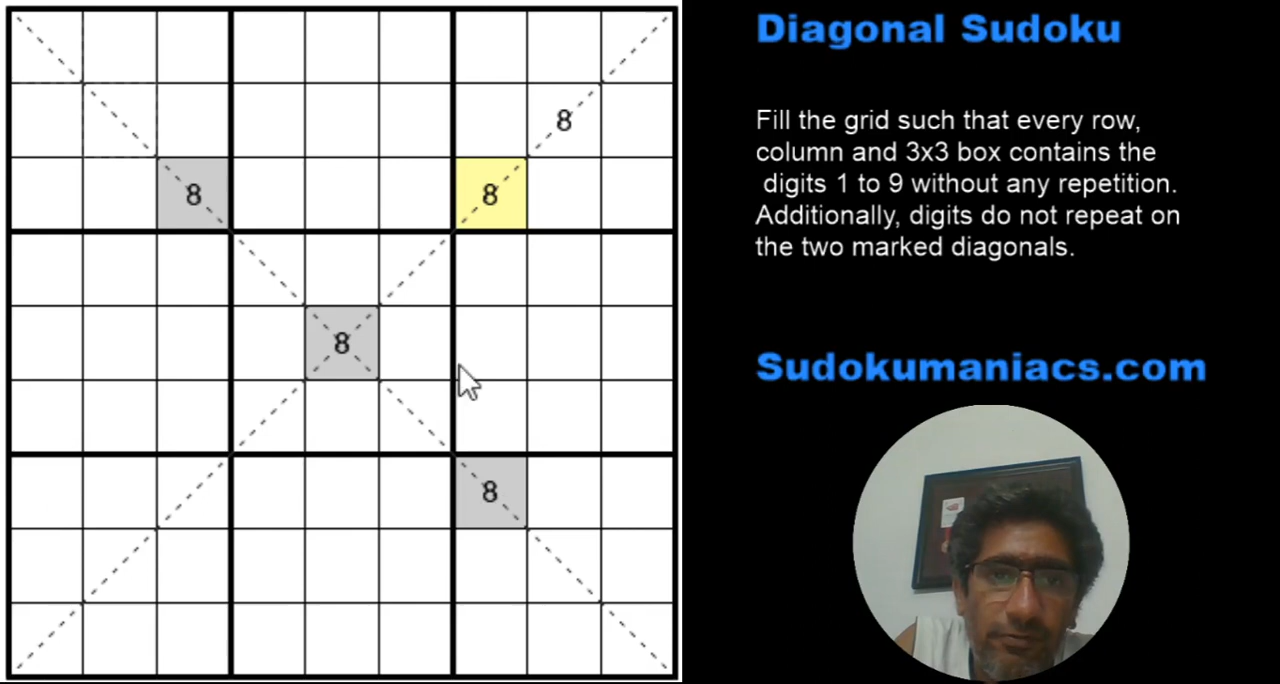 Diagonal Sudoku
Fill the grid such that every row,
column and 3x3 box contains the
digits 1 to 9 without any repetition.
Additionally, digits do not repeat on
the two marked diagonals.
8
8
8
8
8
Sudokumaniacs.com